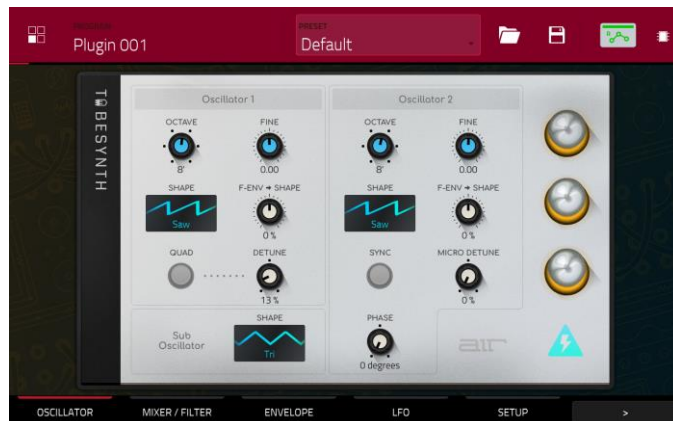 PROGRAM
Plugin 001
PRESET
Default
TUBESYNTH
Oscillator 1
Oscillator 2
OCTAVE
FINE
OCTAVE
FINE
8'
0.00
8'
0.00
SHAPE
F-ENV → SHAPE
SHAPE
F-ENV → SHAPE
Saw
0 %
Saw
0 %
QUAD
DETUNE
SYNC
MICRO DETUNE
13 %
0 %
Sub
Oscillator
SHAPE
Tri
PHASE
0 degrees
air
OSCILLATOR
MIXER / FILTER
ENVELOPE
LFO
SETUP
>